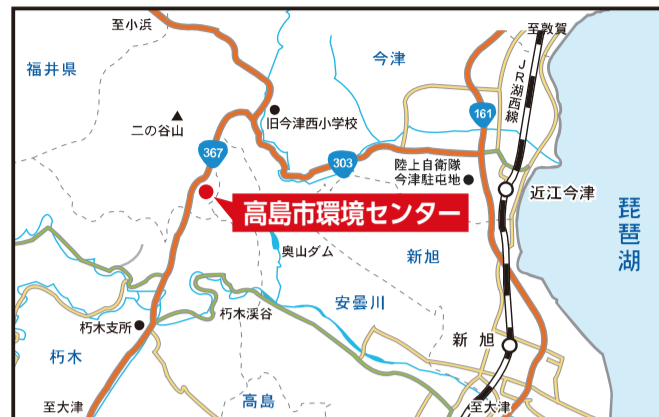 至小浜
至敦賀
福井県
今津
JR湖西線
二の谷山
旧今津西小学校
161
367
303
陸上自衛隊
今津駐屯地
近江今津
高島市環境センター
琵琶湖
奥山ダム
新旭
安曇川
朽木渓谷
朽木支所
新旭
朽木
高島
至大津
至大津